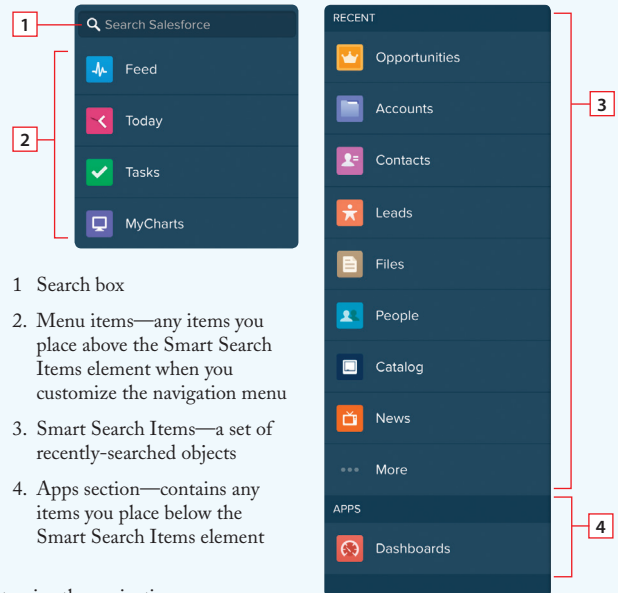 1
Search Salesforce
2
Feed
Today
Tasks
MyCharts
1 Search box
2. Menu items—any items you
place above the Smart Search
Items element when you
customize the navigation menu
3. Smart Search Items—a set of
recently-searched objects
4. Apps section—contains any
items you place below the
Smart Search Items element
RECENT
Opportunities
Accounts
Contacts
Leads
Files
People
Catalog
News
More
3
APPS
Dashboards
4